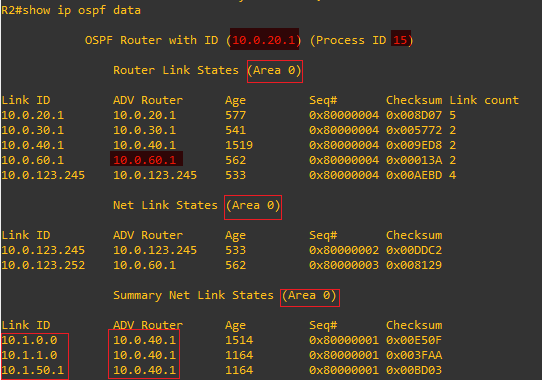 R2#show ip ospf data
OSPF Router with ID (10.0.20.1) (Process ID 15)
Router Link States (Area 0)
Link ID ADV Router Age Seq# Checksum Link count
10.0.20.1 10.0.20.1 577 0x80000004 0x008D07 5
10.0.30.1 10.0.30.1 541 0x80000004 0x005772 2
10.0.40.1 10.0.40.1 1519 0x80000004 0x009ED8 2
10.0.60.1 10.0.60.1 562 0x80000004 0x00013A 2
10.0.123.245 10.0.123.245 533 0x80000004 0x00AEBD 4
Net Link States (Area 0)
Link ID ADV Router Age Seq# Checksum
10.0.123.245 10.0.123.245 533 0x80000002 0x00DDC2
10.0.123.252 10.0.60.1 562 0x80000003 0x008129
Summary Net Link States (Area 0)
Link ID ADV Router Age Seq# Checksum
10.1.0.0 10.0.40.1 1514 0x80000001 0x00E50F
10.1.1.0 10.0.40.1 1164 0x80000001 0x003FAA
10.1.50.1 10.0.40.1 1164 0x80000001 0x00BD03